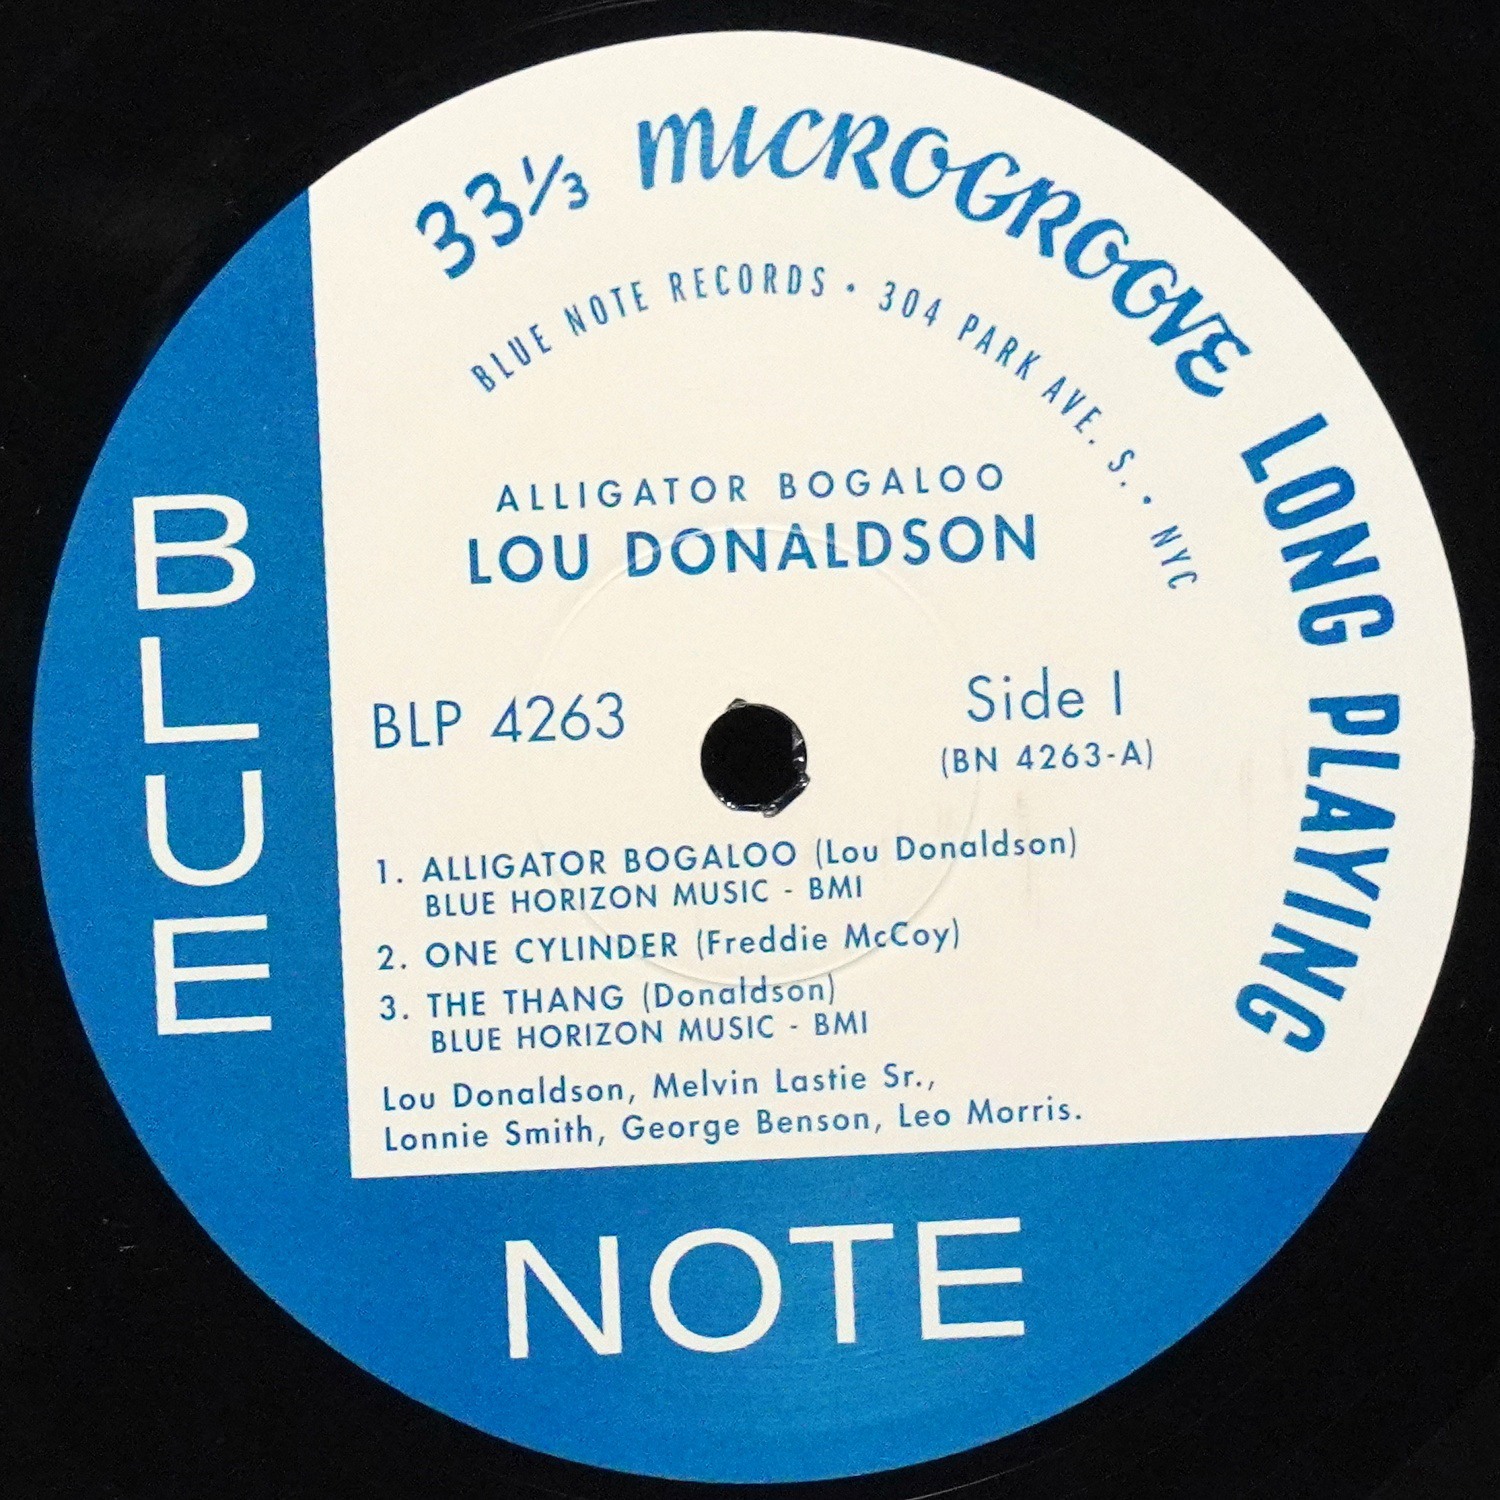 33⅓ MICROGROOVE LONG PLAYING
BLUE NOTE RECORDS • 304 PARK AVE. S. • NYC
ALLIGATOR BOGALOO
LOU DONALDSON
BLP 4263
Side 1
(BN 4263-A)
1. ALLIGATOR BOGALOO (Lou Donaldson)
BLUE HORIZON MUSIC - BMI
2. ONE CYLINDER (Freddie McCoy)
3. THE THANG (Donaldson)
BLUE HORIZON MUSIC - BMI
Lou Donaldson, Melvin Lastie Sr.,
Lonnie Smith, George Benson, Leo Morris.
BLUE
NOTE